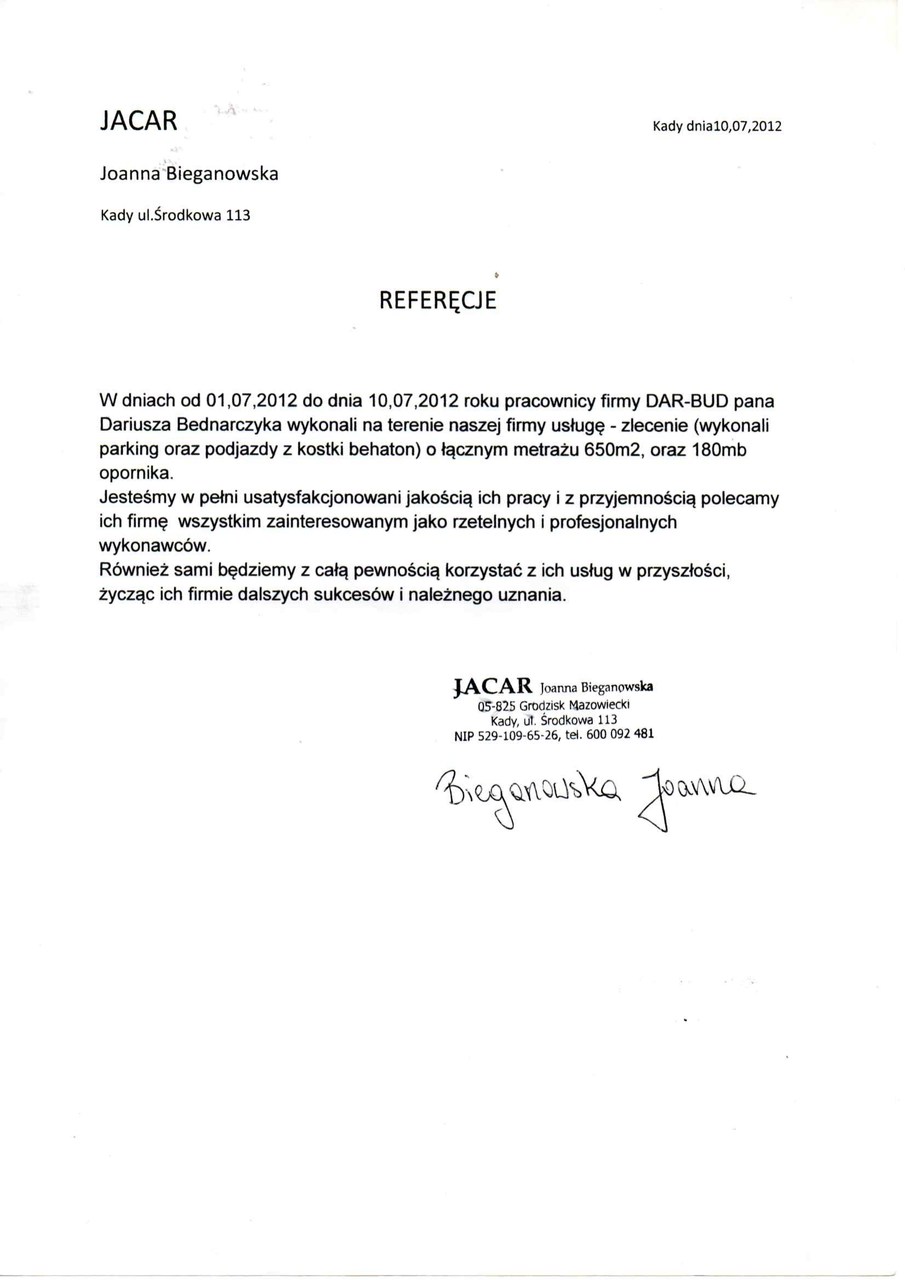 JACAR
Kady dnia10,07,2012
Joanna Bieganowska
Kady ul.Środkowa 113
REFERĘCJE
W dniach od 01,07,2012 do dnia 10,07,2012 roku pracownicy firmy DAR-BUD pana
Dariusza Bednarczyka wykonali na terenie naszej firmy usługę - zlecenie (wykonali
parking oraz podjazdy z kostki behaton) o łącznym metrażu 650m2, oraz 180mb
opornika.
Jesteśmy w pełni usatysfakcjonowani jakością ich pracy i z przyjemnością polecamy
ich firmę wszystkim zainteresowanym jako rzetelnych i profesjonalnych
wykonawców.
Również sami będziemy z całą pewnością korzystać z ich usług w przyszłości,
życząc ich firmie dalszych sukcesów i należnego uznania.
JACAR Joanna Bieganowska
05-825 Grodzisk Mazowiecki
Kady, ul. Środkowa 113
NIP 529-109-65-26, tel. 600 092 481
Bieganowska Joanna